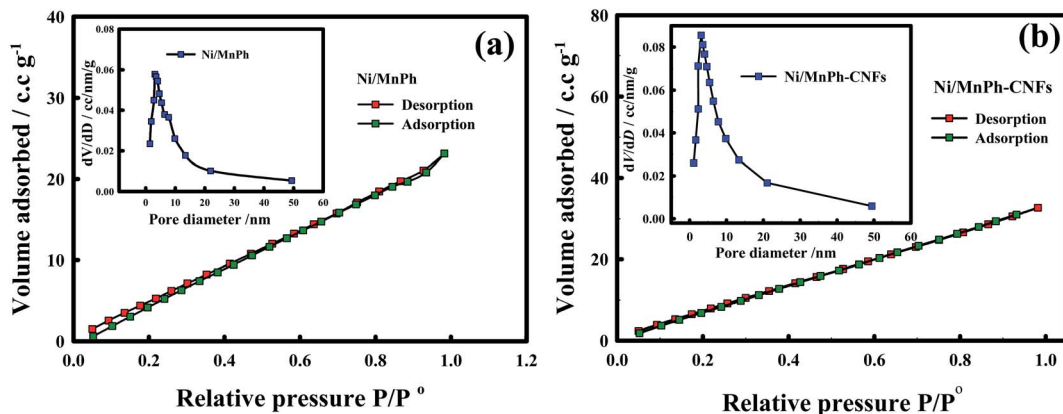 (a)
Ni/MnPh
Desorption
Adsorption
Volume adsorbed / c.c g⁻¹
40
30
20
10
0
0.0 0.2 0.4 0.6 0.8 1.0 1.2
Relative pressure P/P °
Ni/MnPh
dV/dD / cc/nm/g
0.08
0.06
0.04
0.02
0.00
0 10 20 30 40 50 60
Pore diameter /nm
(b)
Ni/MnPh-CNFs
Desorption
Adsorption
Volume adsorbed / c.c g⁻¹
80
60
40
20
0
0.0 0.2 0.4 0.6 0.8 1.0
Relative pressure P/P°
Ni/MnPh-CNFs
dV/dD / cc/nm/g
0.08
0.06
0.04
0.02
0.00
0 10 20 30 40 50 60
Pore diameter /nm